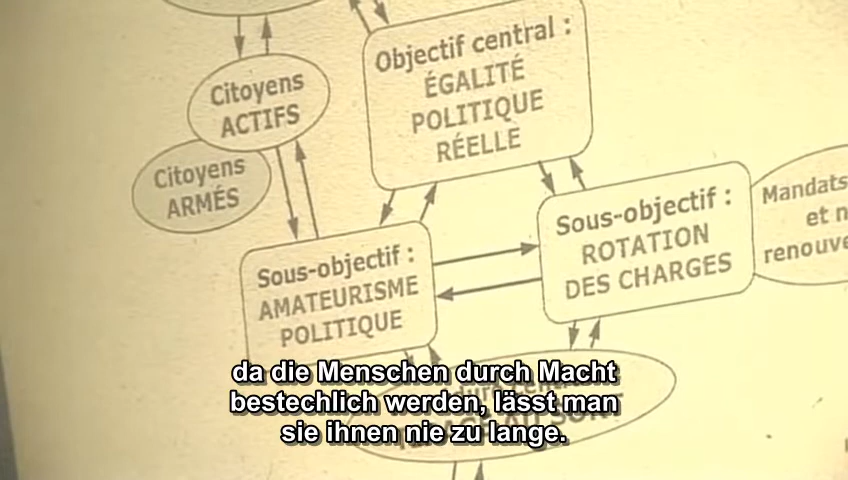 Objectif central :
ÉGALITÉ
POLITIQUE
RÉELLE
Citoyens
ACTIFS
Citoyens
ARMÉS
Sous-objectif :
ROTATION
DES CHARGES
Mandats
et n
renouve
Sous-objectif :
AMATEURISME
POLITIQUE
da die Menschen durch Macht
bestechlich werden, lässt man
sie ihnen nie zu lange.